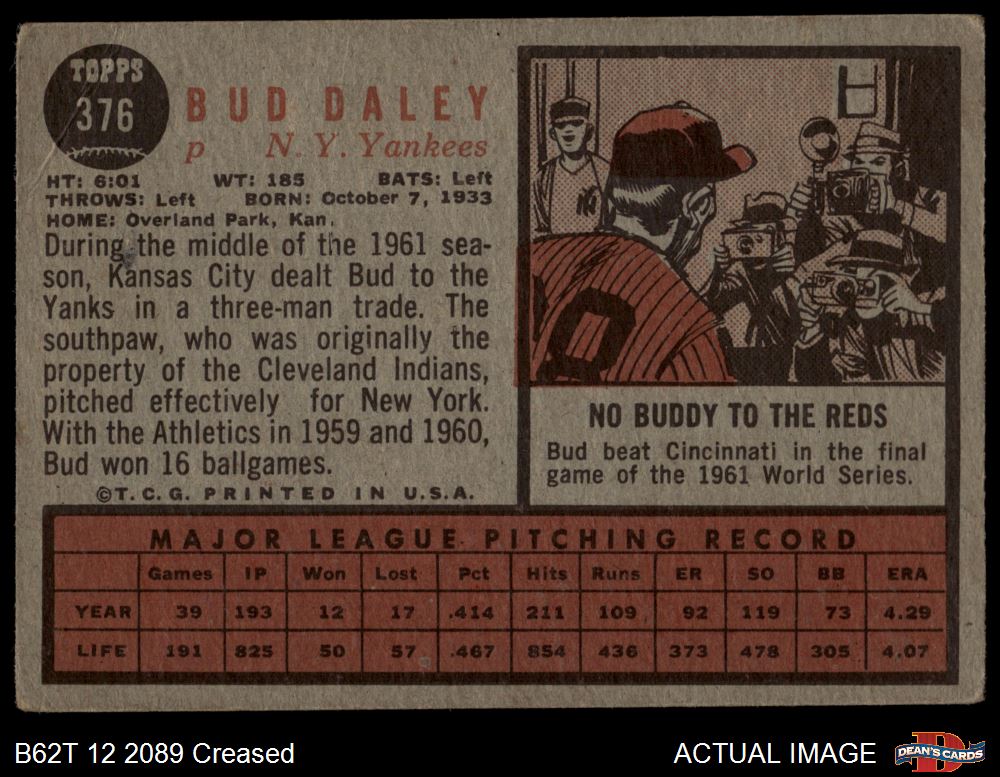 TOPPS
376
BUD DALEY
p N. Y. Yankees
HT: 6:01 WT: 185 BATS: Left
THROWS: Left BORN: October 7, 1933
HOME: Overland Park, Kan.
During the middle of the 1961 sea-
son, Kansas City dealt Bud to the
Yanks in a three-man trade. The
southpaw, who was originally the
property of the Cleveland Indians,
pitched effectively for New York.
With the Athletics in 1959 and 1960,
Bud won 16 ballgames.
©T. C. G. PRINTED IN U.S.A.
NO BUDDY TO THE REDS
Bud beat Cincinnati in the final
game of the 1961 World Series.
MAJOR LEAGUE PITCHING RECORD
Games IP Won Lost Pct Hits Runs ER SO BB ERA
YEAR 39 193 12 17 .414 211 109 92 119 73 4.29
LIFE 191 825 50 57 .467 854 436 373 478 305 4.07
B62T 12 2089 Creased
ACTUAL IMAGE
DEAN'S CARDS